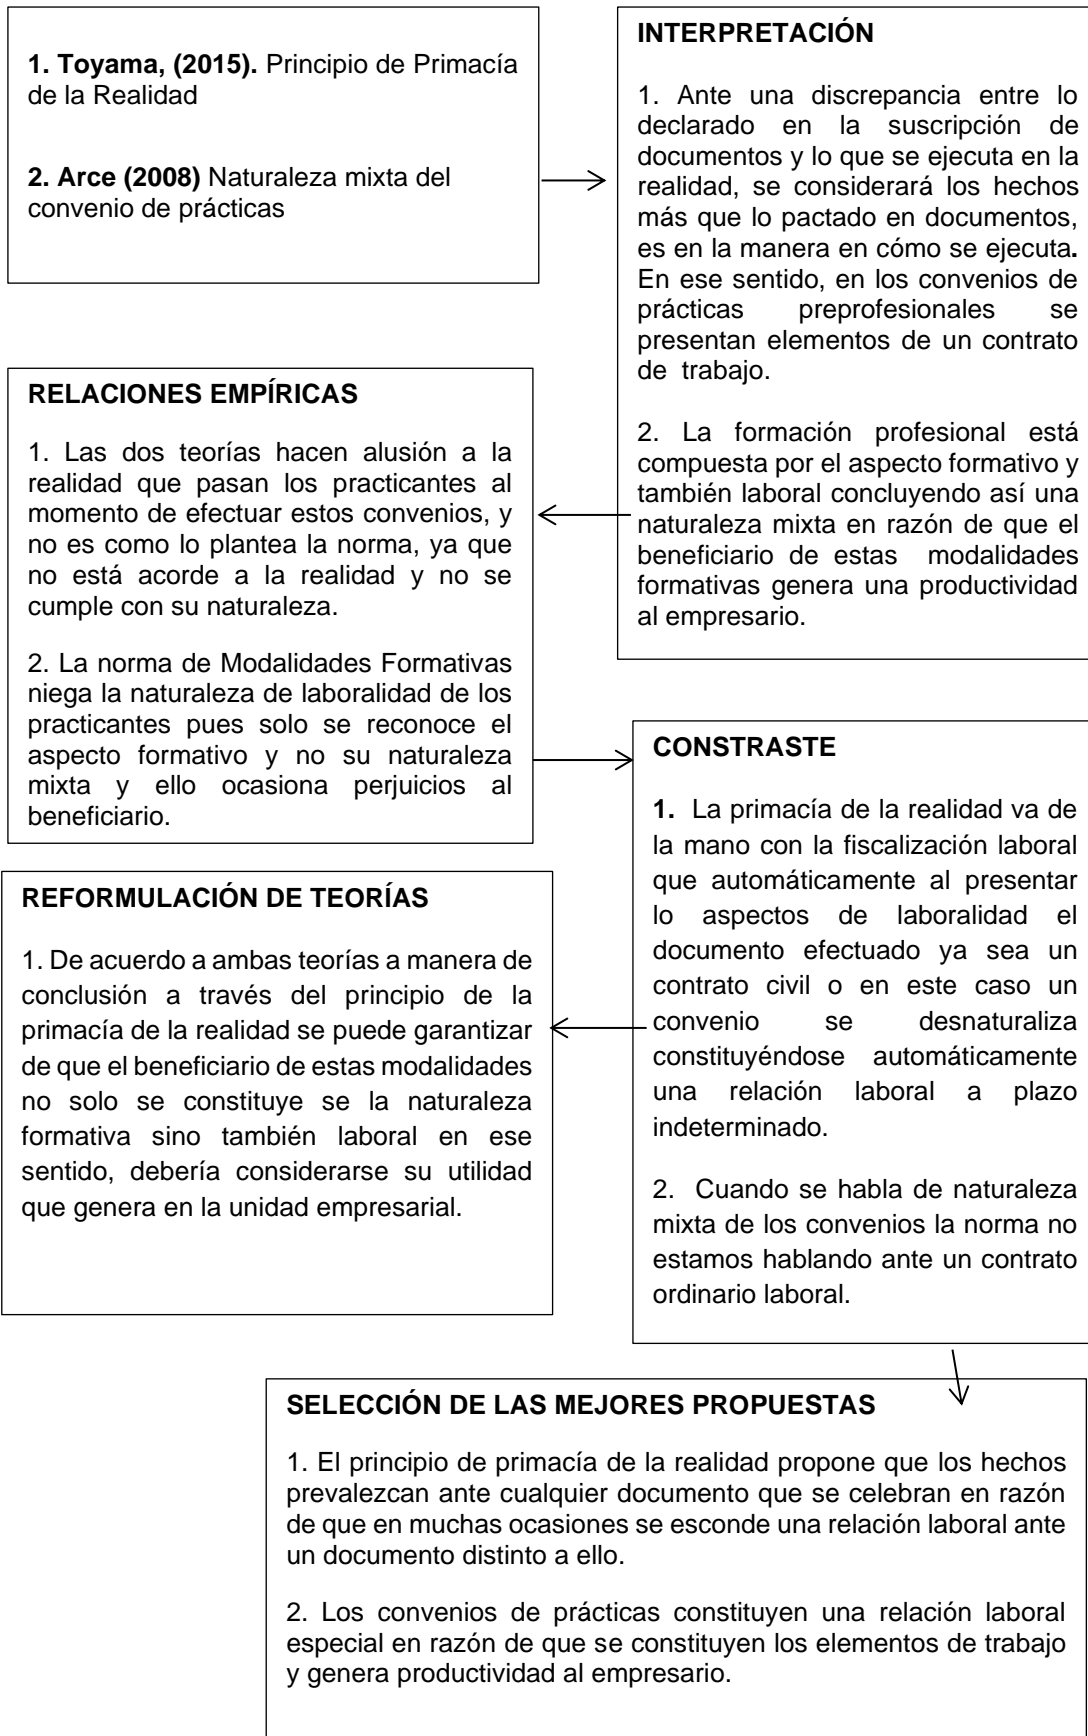 1. Toyama, (2015). Principio de Primacía
de la Realidad
2. Arce (2008) Naturaleza mixta del
convenio de prácticas
INTERPRETACIÓN
1. Ante una discrepancia entre lo
declarado en la suscripción de
documentos y lo que se ejecuta en la
realidad, se considerará los hechos
más que lo pactado en documentos,
es en la manera en cómo se ejecuta.
En ese sentido, en los convenios de
prácticas preprofesionales se
presentan elementos de un contrato
de trabajo.
2. La formación profesional está
compuesta por el aspecto formativo y
también laboral concluyendo así una
naturaleza mixta en razón de que el
beneficiario de estas modalidades
formativas genera una productividad
al empresario.
RELACIONES EMPÍRICAS
1. Las dos teorías hacen alusión a la
realidad que pasan los practicantes al
momento de efectuar estos convenios, y
no es como lo plantea la norma, ya que
no está acorde a la realidad y no se
cumple con su naturaleza.
2. La norma de Modalidades Formativas
niega la naturaleza de laboralidad de los
practicantes pues solo se reconoce el
aspecto formativo y no su naturaleza
mixta y ello ocasiona perjuicios al
beneficiario.
CONSTRASTE
1. La primacía de la realidad va de
la mano con la fiscalización laboral
que automáticamente al presentar
lo aspectos de laboralidad el
documento efectuado ya sea un
contrato civil o en este caso un
convenio se desnaturaliza
constituyéndose automáticamente
una relación laboral a plazo
indeterminado.
2. Cuando se habla de naturaleza
mixta de los convenios la norma no
estamos hablando ante un contrato
ordinario laboral.
REFORMULACIÓN DE TEORÍAS
1. De acuerdo a ambas teorías a manera de
conclusión a través del principio de la
primacía de la realidad se puede garantizar
de que el beneficiario de estas modalidades
no solo se constituye se la naturaleza
formativa sino también laboral en ese
sentido, debería considerarse su utilidad
que genera en la unidad empresarial.
SELECCIÓN DE LAS MEJORES PROPUESTAS
1. El principio de primacía de la realidad propone que los hechos
prevalezcan ante cualquier documento que se celebran en razón
de que en muchas ocasiones se esconde una relación laboral ante
un documento distinto a ello.
2. Los convenios de prácticas constituyen una relación laboral
especial en razón de que se constituyen los elementos de trabajo
y genera productividad al empresario.